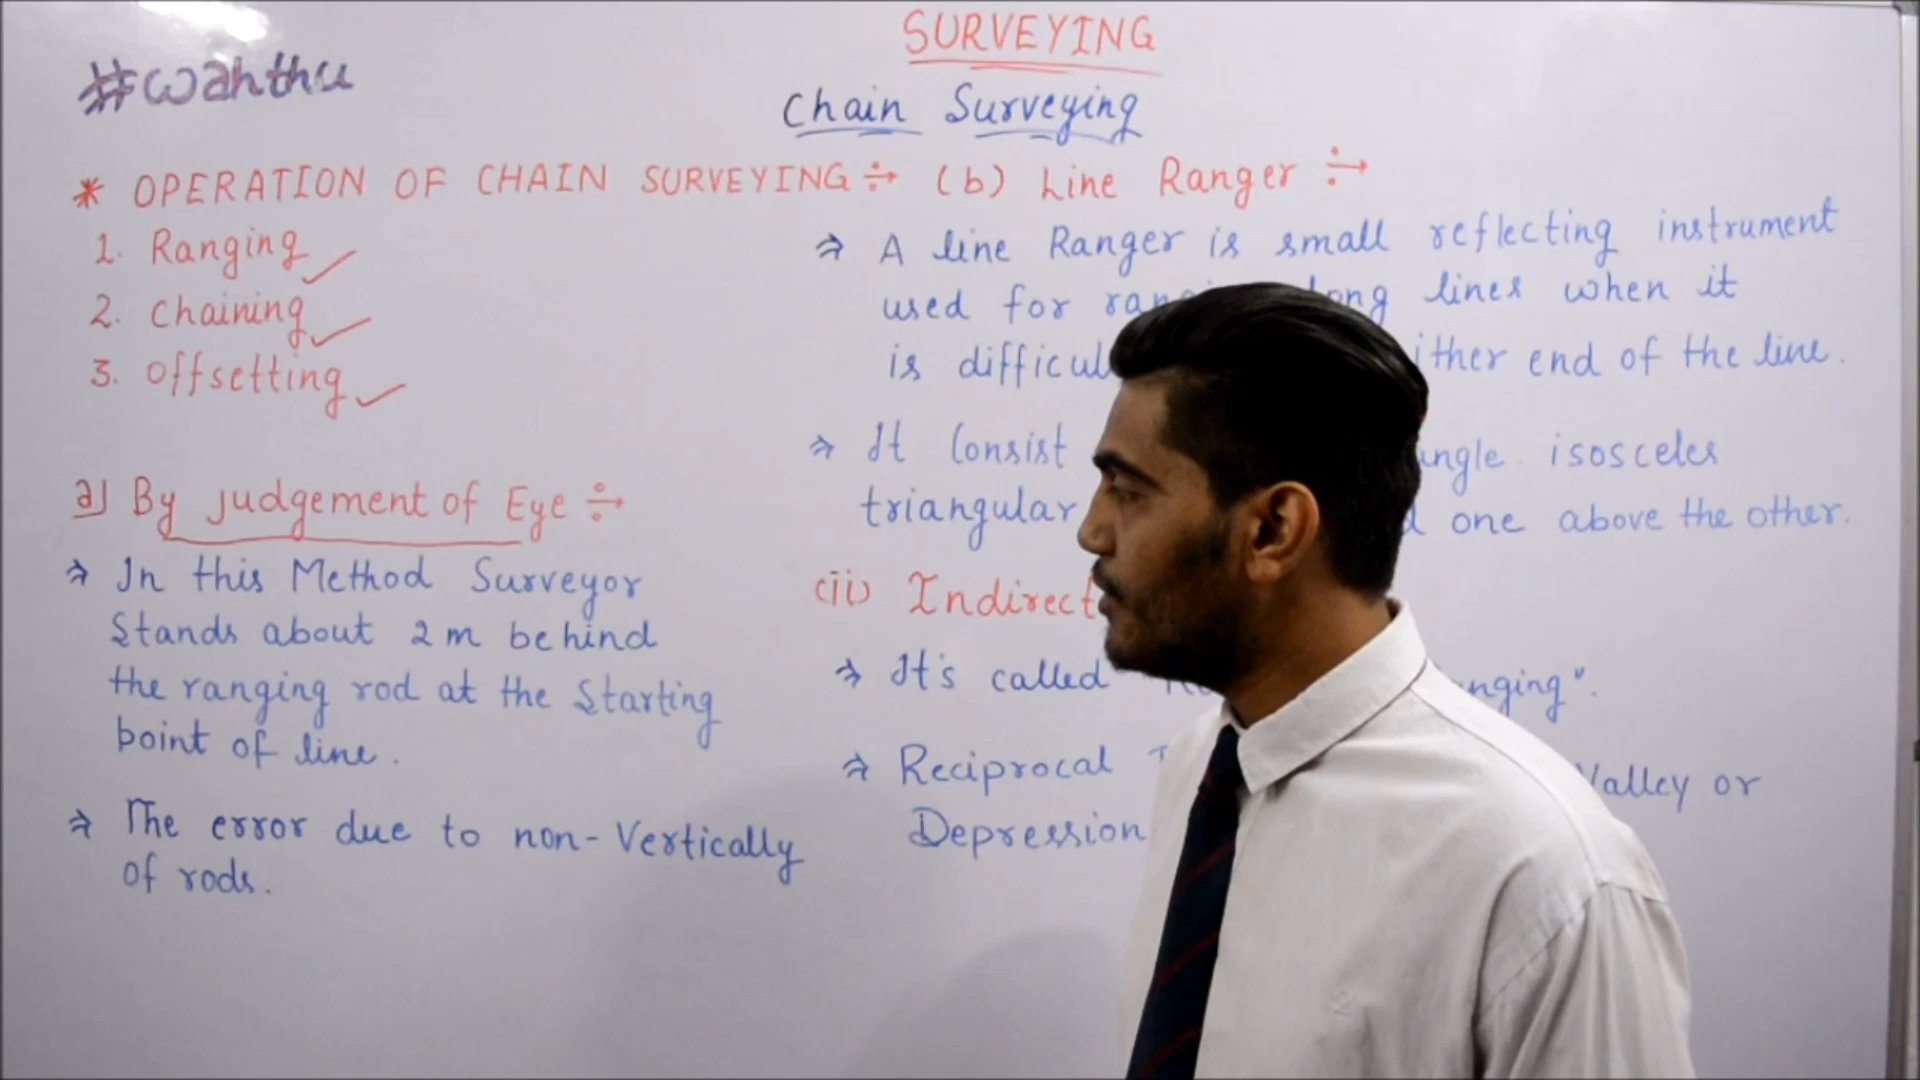 SURVEYING
#wahthu
Chain Surveying
* OPERATION OF CHAIN SURVEYING ÷→
1. Ranging ✓
2. Chaining ✓
3. Offsetting ✓
a) By judgement of Eye ÷→
⇒ In this Method Surveyor
Stands about 2 m behind
the ranging rod at the Starting
point of line.
⇒ The error due to non-Vertically
of rods.
(b) Line Ranger ÷→
⇒ A line Ranger is small reflecting instrument
used for long lines when it
is end of the line.
⇒ It Consist isosceles
triangular one above the other.
(ii) Indirect
⇒ It's called
⇒ Reciprocal Valley or
Depression